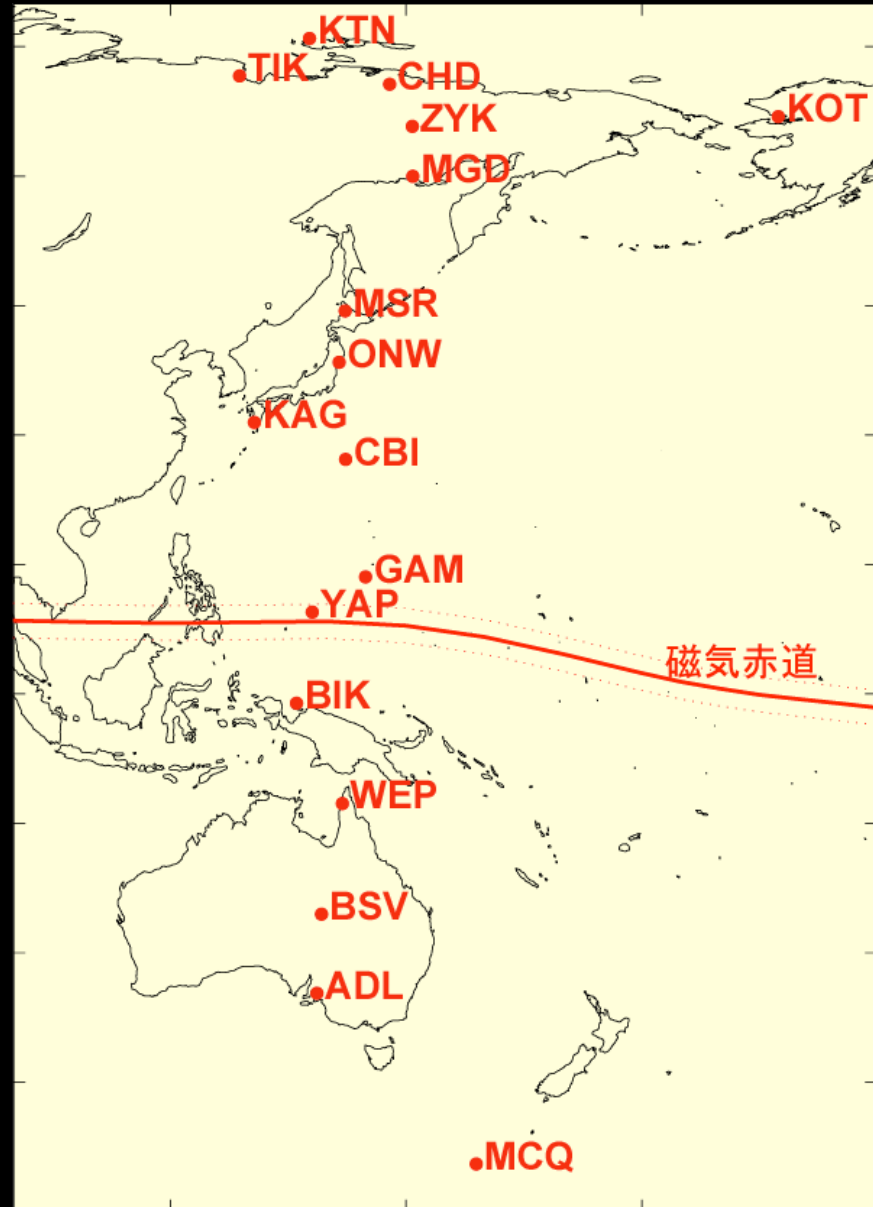 KTN
TIK
CHD
KOT
ZYK
MGD
MSR
ONW
KAG
CBI
GAM
YAP
磁気赤道
BIK
WEP
BSV
ADL
MCQ